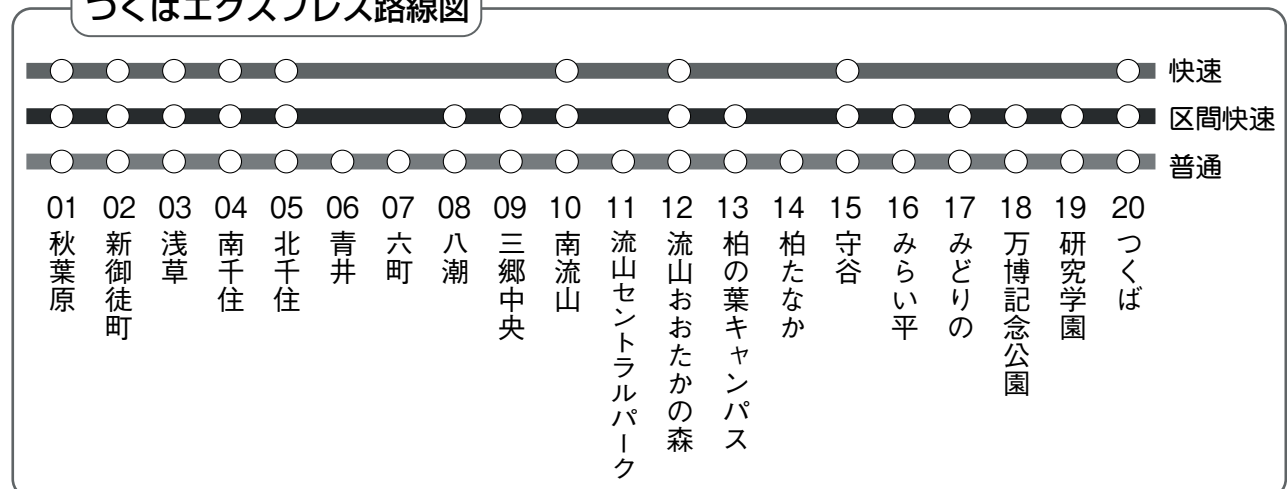 つくばエクスプレス路線図
快速
区間快速
普通
01 02 03 04 05 06 07 08 09 10 11 12 13 14 15 16 17 18 19 20
秋葉原
新御徒町
浅草
南千住
北千住
青井
六町
八潮
三郷中央
南流山
流山セントラルパーク
流山おおたかの森
柏の葉キャンパス
柏たなか
守谷
みらい平
みどりの
万博記念公園
研究学園
つくば